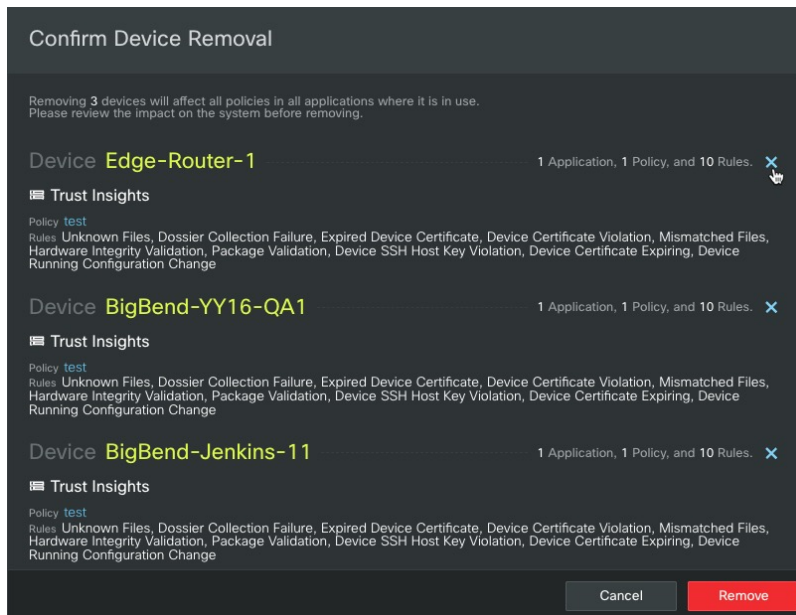 Confirm Device Removal
Removing 3 devices will affect all policies in all applications where it is in use.
Please review the impact on the system before removing.
Device Edge-Router-1 1 Application, 1 Policy, and 10 Rules.
Trust Insights
Policy test
Rules Unknown Files, Dossier Collection Failure, Expired Device Certificate, Device Certificate Violation, Mismatched Files,
Hardware Integrity Validation, Package Validation, Device SSH Host Key Violation, Device Certificate Expiring, Device
Running Configuration Change
Device BigBend-YY16-QA1 1 Application, 1 Policy, and 10 Rules.
Trust Insights
Policy test
Rules Unknown Files, Dossier Collection Failure, Expired Device Certificate, Device Certificate Violation, Mismatched Files,
Hardware Integrity Validation, Package Validation, Device SSH Host Key Violation, Device Certificate Expiring, Device
Running Configuration Change
Device BigBend-Jenkins-11 1 Application, 1 Policy, and 10 Rules.
Trust Insights
Policy test
Rules Unknown Files, Dossier Collection Failure, Expired Device Certificate, Device Certificate Violation, Mismatched Files,
Hardware Integrity Validation, Package Validation, Device SSH Host Key Violation, Device Certificate Expiring, Device
Running Configuration Change
Cancel Remove